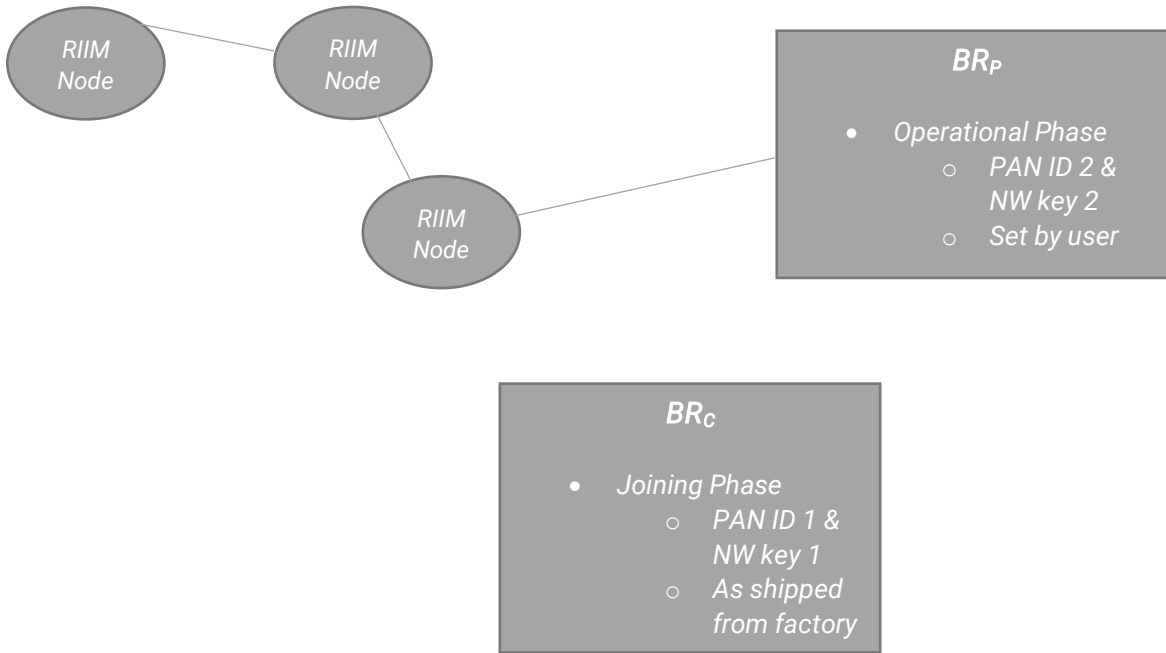 RIIM
Node
RIIM
Node
RIIM
Node
BRP
• Operational Phase
o PAN ID 2 &
NW key 2
o Set by user
BRC
• Joining Phase
o PAN ID 1 &
NW key 1
o As shipped
from factory